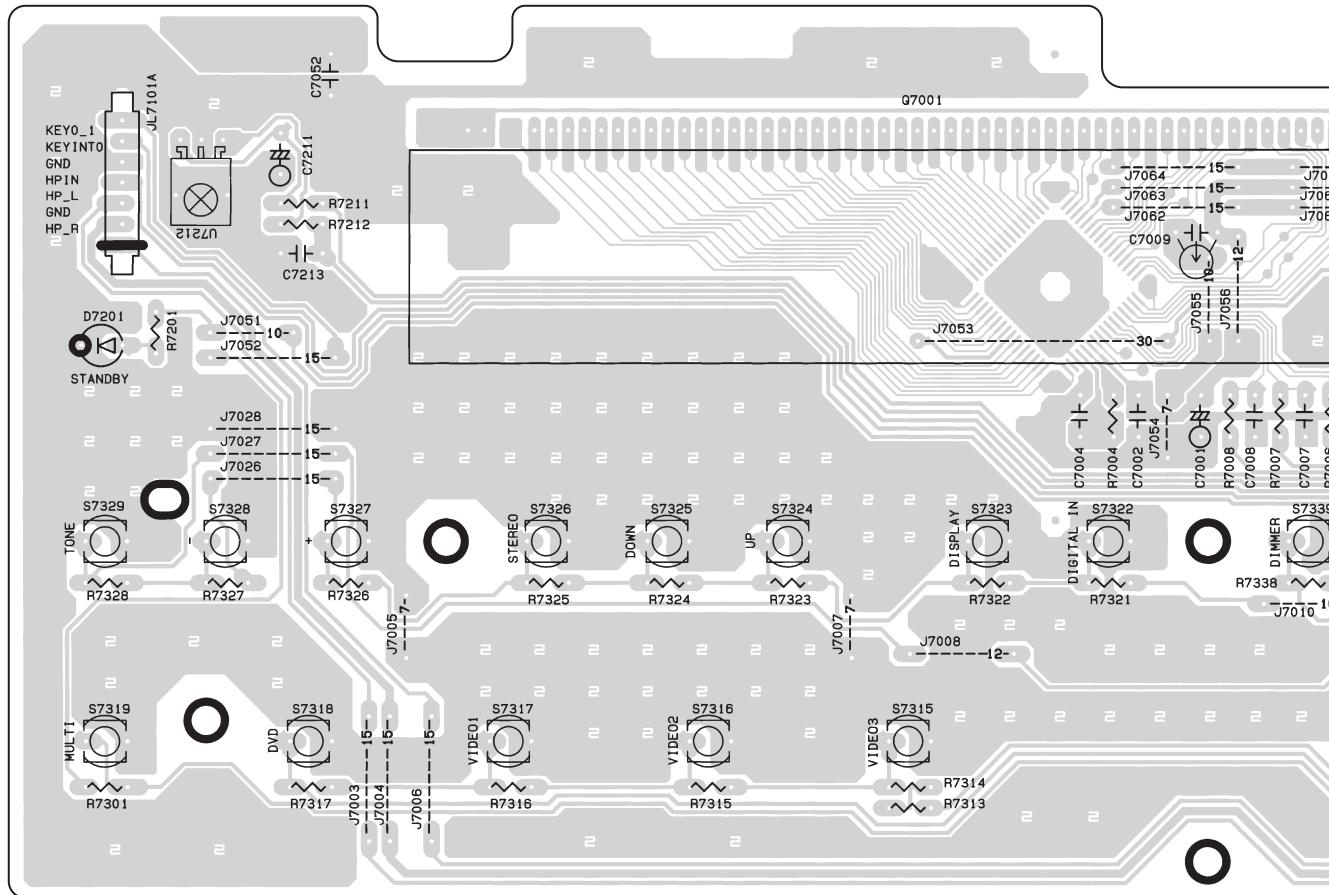 C7052
JL7101A
Q7001
KEY0_1
KEYINT0
GND
HPIN
HP_L
GND
HP_R
C7211
R7211
R7212
U7212
C7213
J7064
15
J7063
15
J7062
15
C7009
10
12
J7055
J7056
D7201
STANDBY
R7201
J7051
10
J7052
15
J7053
30
J7028
15
J7027
15
J7026
15
C7004
R7004
C7002
J7054
7
C7001
R7008
C7008
R7007
C7007
S7329
TONE
R7328
S7328
-
R7327
S7327
+
R7326
S7326
STEREO
R7325
S7325
DOWN
R7324
S7324
UP
R7323
S7323
DISPLAY
R7322
S7322
DIGITAL IN
R7321
S7339
DIMMER
R7338
J7010
J7005
7
J7007
7
J7008
12
S7319
MULTI
R7301
S7318
DVD
R7317
J7003
15
J7004
15
J7006
15
S7317
VIDEO1
R7316
S7316
VIDEO2
R7315
S7315
VIDEO3
R7314
R7313